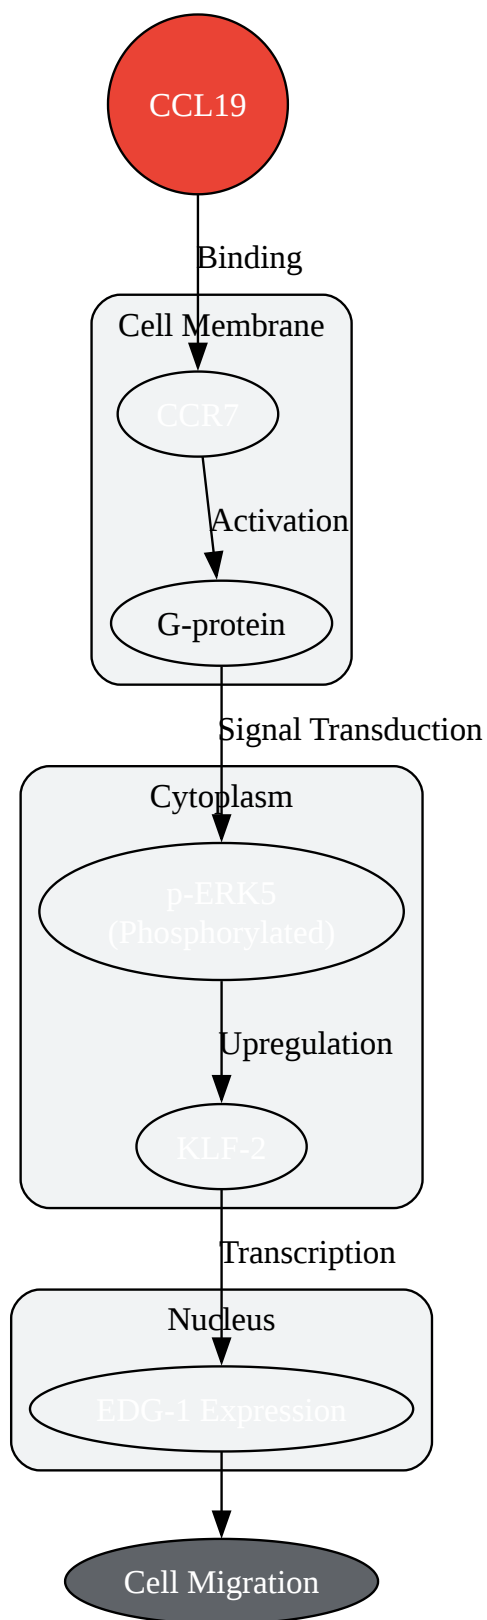 CCL19
Binding
Cell Membrane
CCR7
Activation
G-protein
Signal Transduction
Cytoplasm
p-ERK5
(Phosphorylated)
Upregulation
KLF-2
Transcription
Nucleus
EDG-1 Expression
Cell Migration